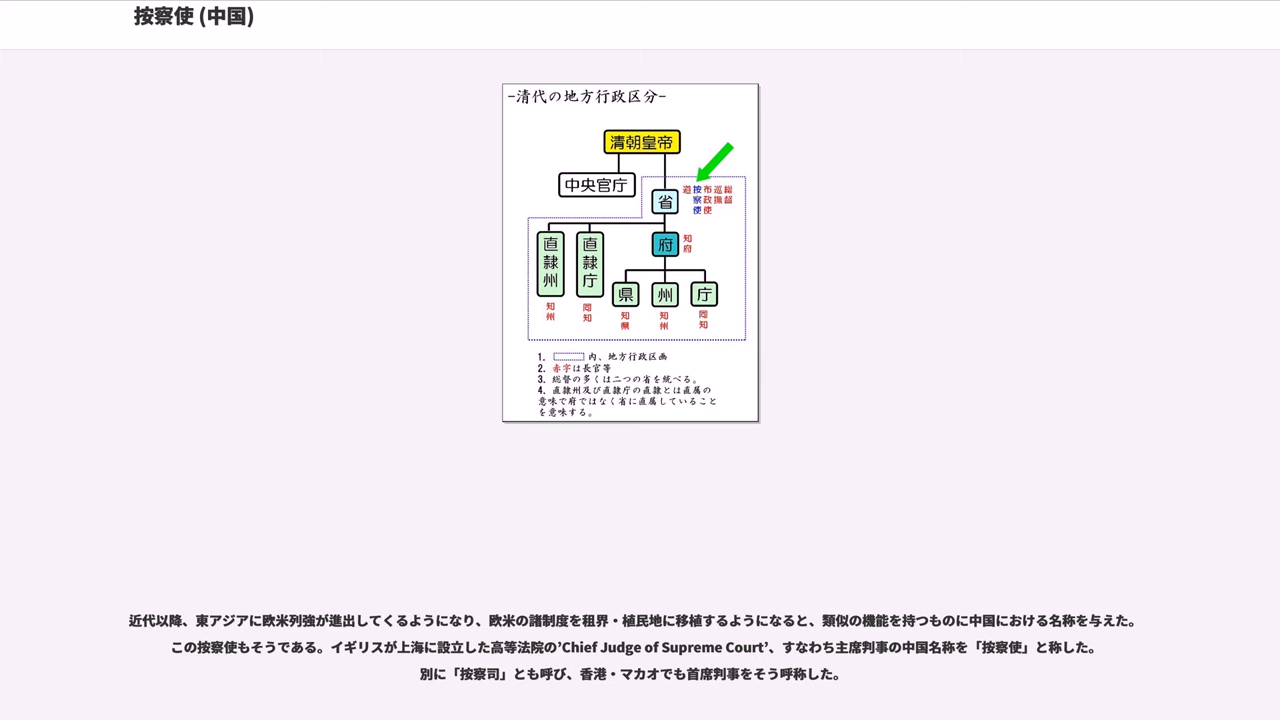 按察使 (中国)
−清代の地方行政区分−
清朝皇帝
中央官庁
省
道
按察使
布政使
巡撫
総督
直隷州
直隷庁
府
知府
県
州
庁
知州
同知
知県
知州
同知
1. 内、地方行政区画
2. 赤字は長官等
3. 総督の多くは二つの省を統べる。
4. 直隷州及び直隷庁の直隷とは直属の
意味で府ではなく省に直属していること
を意味する。
近代以降、東アジアに欧米列強が進出してくるようになり、欧米の諸制度を租界・植民地に移植するようになると、類似の機能を持つものに中国における名称を与えた。
この按察使もそうである。イギリスが上海に設立した高等法院の’Chief Judge of Supreme Court’、すなわち主席判事の中国名称を「按察使」と称した。
別に「按察司」とも呼び、香港・マカオでも首席判事をそう呼称した。